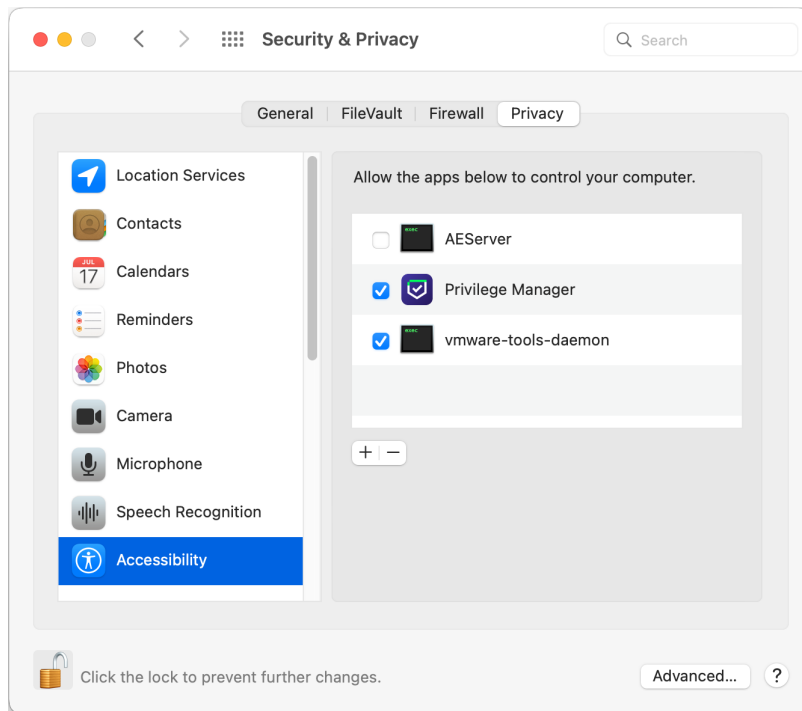 Security & Privacy
Search
General
FileVault
Firewall
Privacy
Location Services
Contacts
JUL
17
Calendars
Reminders
Photos
Camera
Microphone
Speech Recognition
Accessibility
Allow the apps below to control your computer.
exec
AEServer
Privilege Manager
exec
vmware-tools-daemon
+
−
Click the lock to prevent further changes.
Advanced...
?